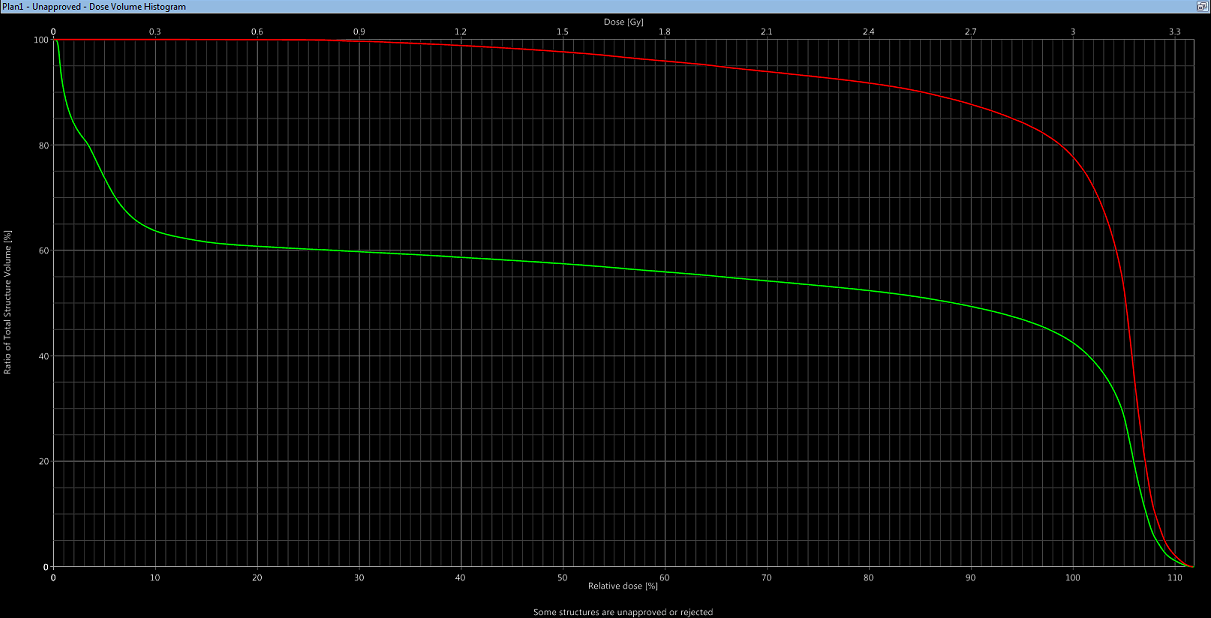 Plan1 - Unapproved - Dose Volume Histogram
Dose [Gy]
0 0.3 0.6 0.9 1.2 1.5 1.8 2.1 2.4 2.7 3 3.3
100
80
60
40
20
0
Ratio of Total Structure Volume [%]
0 10 20 30 40 50 60 70 80 90 100 110
Relative dose [%]
Some structures are unapproved or rejected